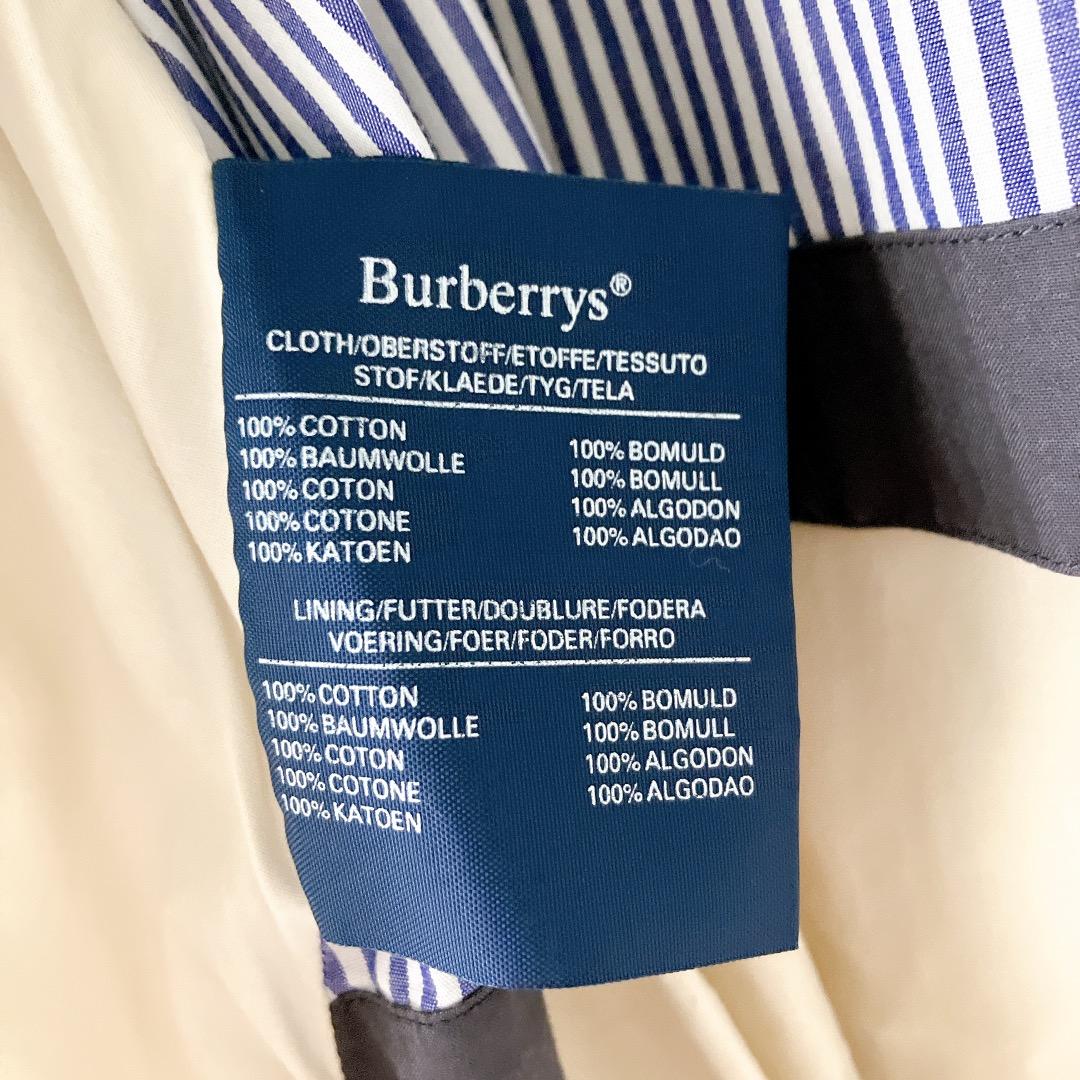 Burberrys®
CLOTH/OBERSTOFF/ETOFFE/TESSUTO
STOF/KLAEDE/TYG/TELA
100% COTTON
100% BAUMWOLLE
100% COTON
100% COTONE
100% KATOEN
100% BOMULD
100% BOMULL
100% ALGODON
100% ALGODAO
LINING/FUTTER/DOUBLURE/FODERA
VOERING/FOER/FODER/FORRO
100% COTTON
100% BAUMWOLLE
100% COTON
100% COTONE
100% KATOEN
100% BOMULD
100% BOMULL
100% ALGODON
100% ALGODAO